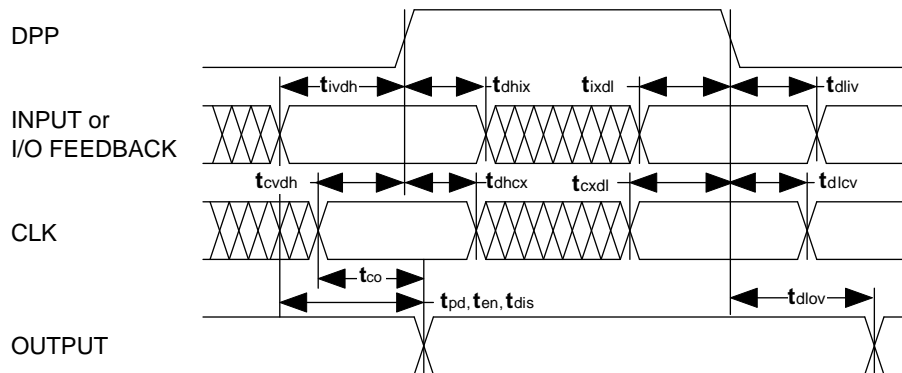 DPP
tivdh tdhix tixdl tdliv
INPUT or
I/O FEEDBACK
tcvdh tdhcx tcxdl tdlcv
CLK
tco
tpd, ten, tdis tdlov
OUTPUT